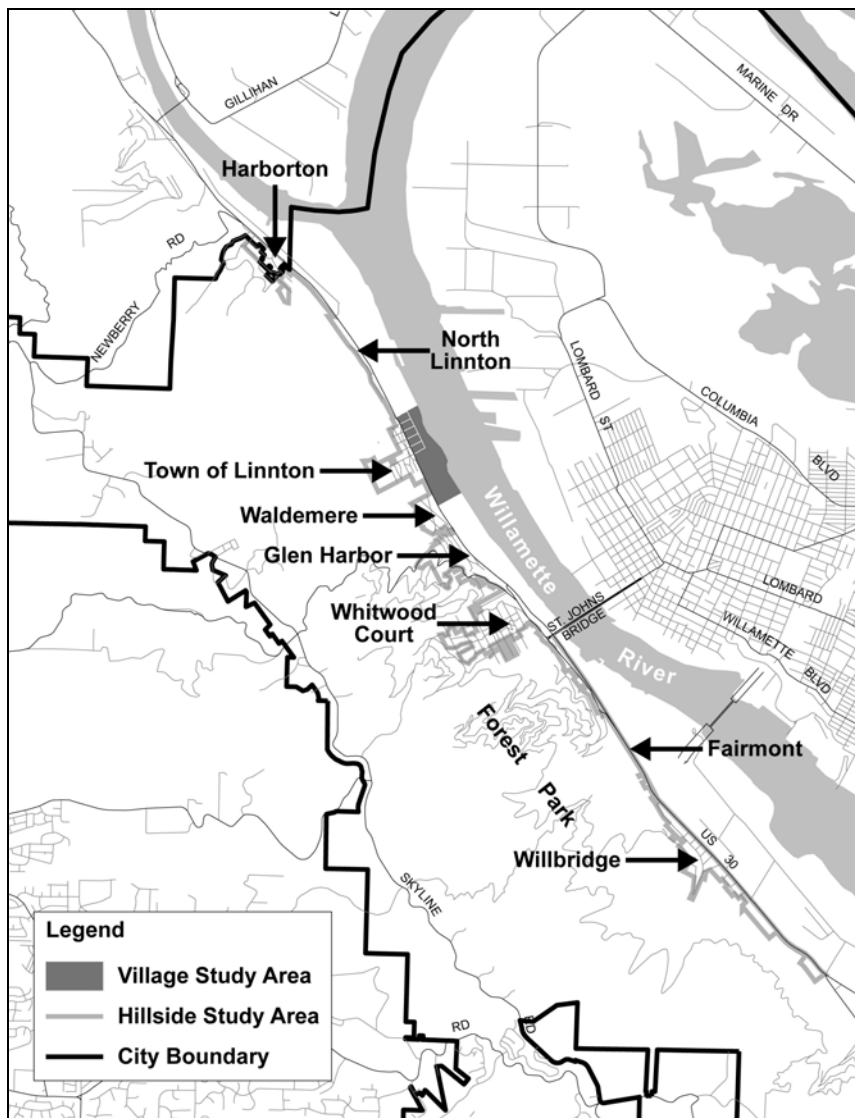 GILLIHAN
L
MARINE DR
Harborton
RD
NEWBERRY
North
Linnton
LOMBARD
ST
COLUMBIA
BLVD
Town of Linnton
Waldemere
Glen Harbor
Whitwood
Court
Willamette
River
ST. JOHNS
BRIDGE
LOMBARD
WILLAMETTE
BLVD
Forest
Park
Fairmont
US 30
Willbridge
SKYLINE
RD
RD
Legend
Village Study Area
Hillside Study Area
City Boundary